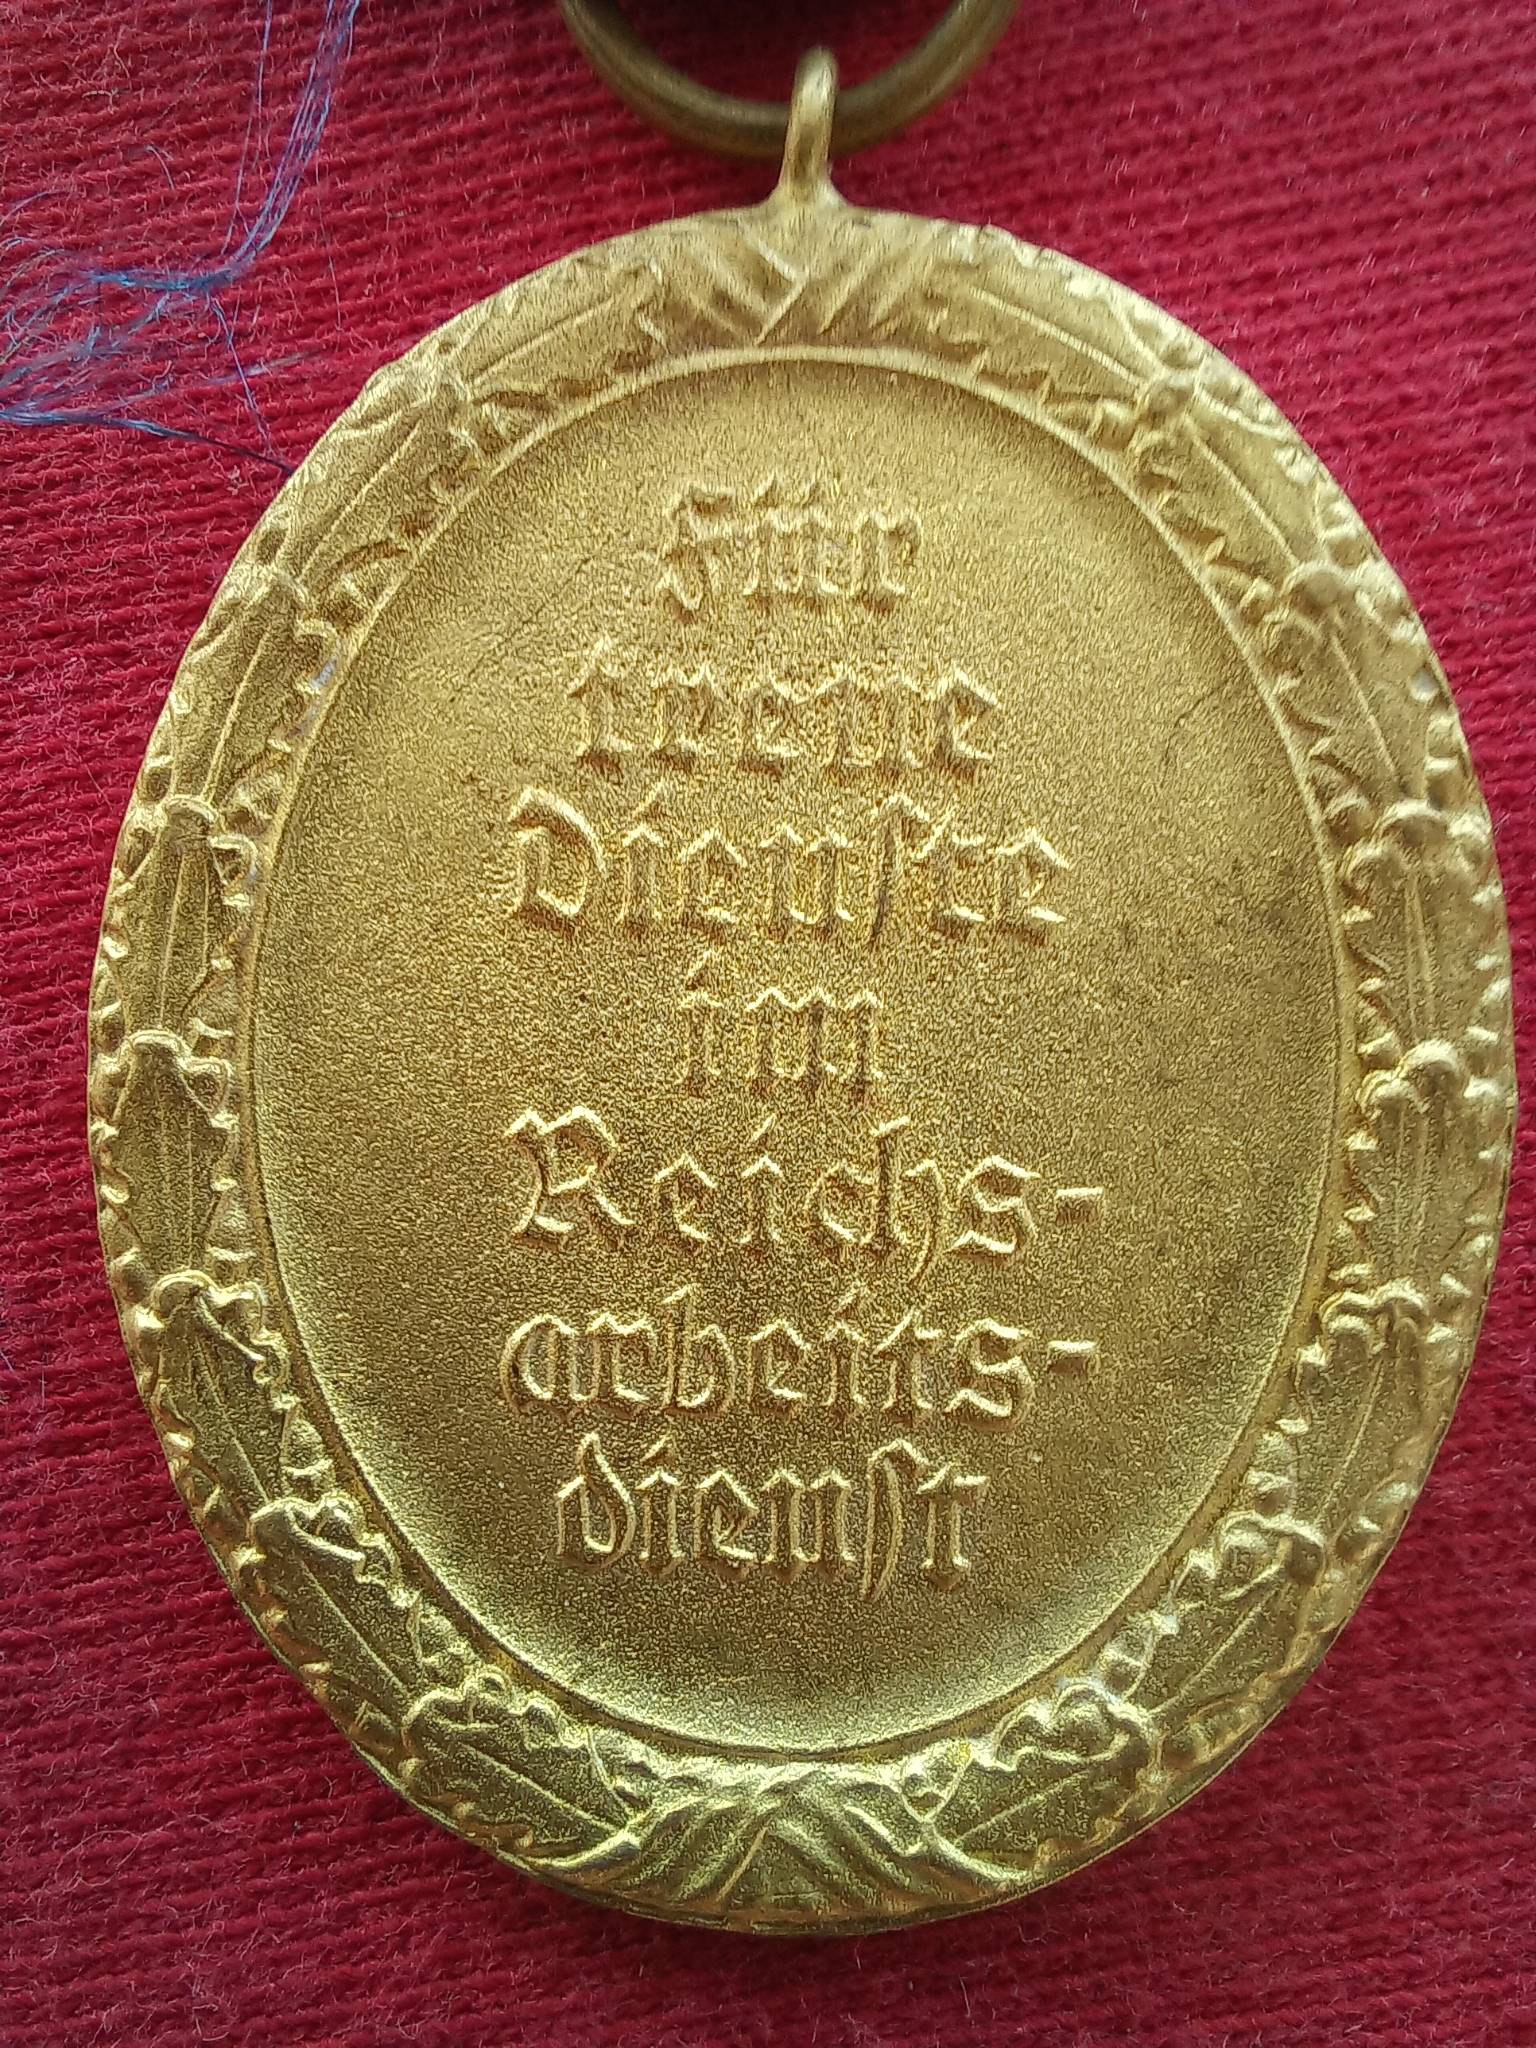 Für
treue
Dienste
im
Reichs-
arbeits-
dienst